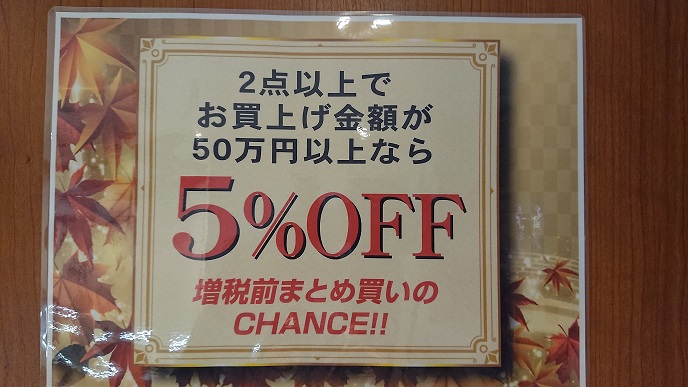 2点以上で
お買上げ金額が
50万円以上なら
5%OFF
増税前まとめ買いの
CHANCE!!